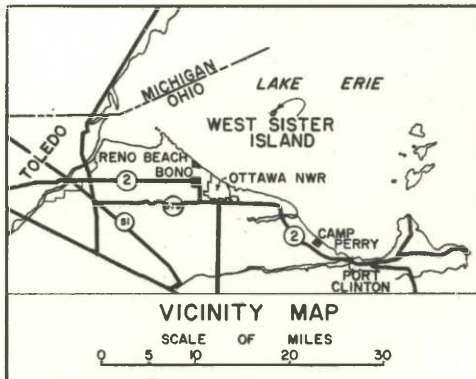 MICHIGAN
OHIO
LAKE ERIE
WEST SISTER
ISLAND
TOLEDO
RENO BEACH
BONO
2
OTTAWA NWR
51
2
CAMP
PERRY
PORT
CLINTON
VICINITY MAP
SCALE OF MILES
0 5 10 20 30